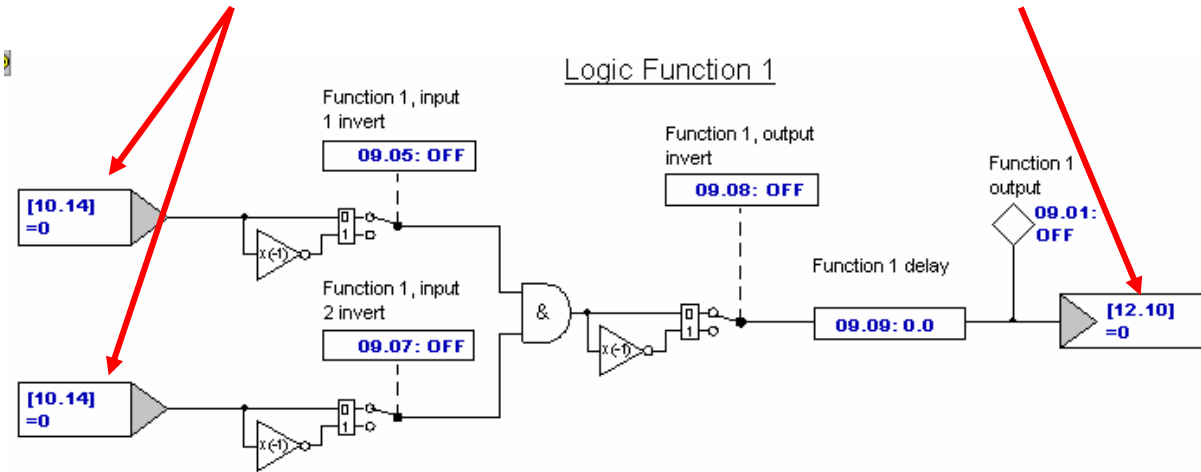 Logic Function 1
Function 1, input
1 invert
09.05: OFF
Function 1, output
invert
09.08: OFF
Function 1
output
09.01:
OFF
[10.14]
=0
0
1
x(-1)
Function 1, input
2 invert
09.07: OFF
&
0
1
x(-1)
Function 1 delay
09.09: 0.0
[12.10]
=0
[10.14]
=0
0
1
x(-1)